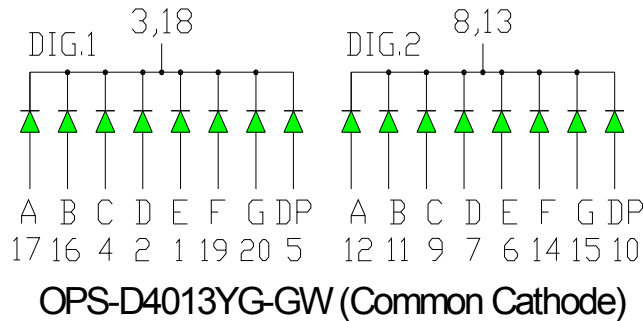 3,18 8,13
DIG.1 DIG.2
A B C D E F G DP A B C D E F G DP
17 16 4 2 1 19 20 5 12 11 9 7 6 14 15 10
OPS-D4013YG-GW (Common Cathode)